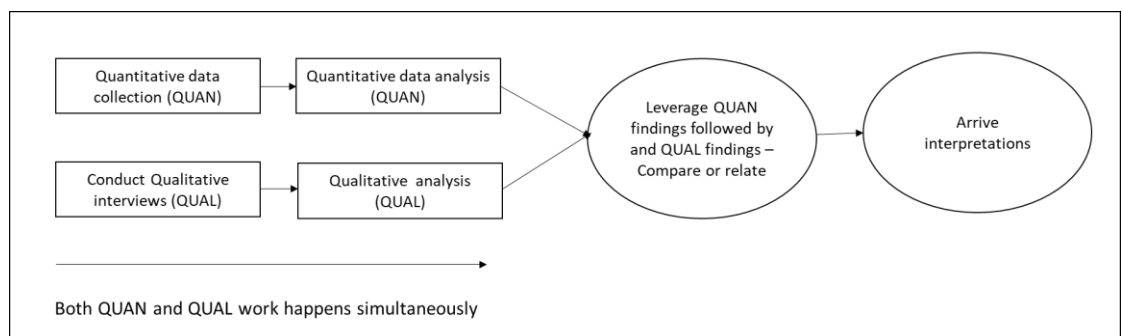 Quantitative data
collection (QUAN)
Quantitative data analysis
(QUAN)
Conduct Qualitative
interviews (QUAL)
Qualitative analysis
(QUAL)
Leverage QUAN
findings followed by
and QUAL findings –
Compare or relate
Arrive
interpretations
Both QUAN and QUAL work happens simultaneously